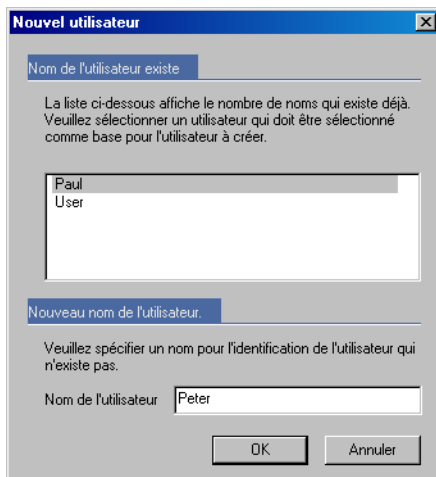 Nouvel utilisateur
Nom de l'utilisateur existe
La liste ci-dessous affiche le nombre de noms qui existe déjà.
Veuillez sélectionner un utilisateur qui doit être sélectionné
comme base pour l'utilisateur à créer.
Paul
User
Nouveau nom de l'utilisateur.
Veuillez spécifier un nom pour l'identification de l'utilisateur qui
n'existe pas.
Nom de l'utilisateur Peter
OK Annuler